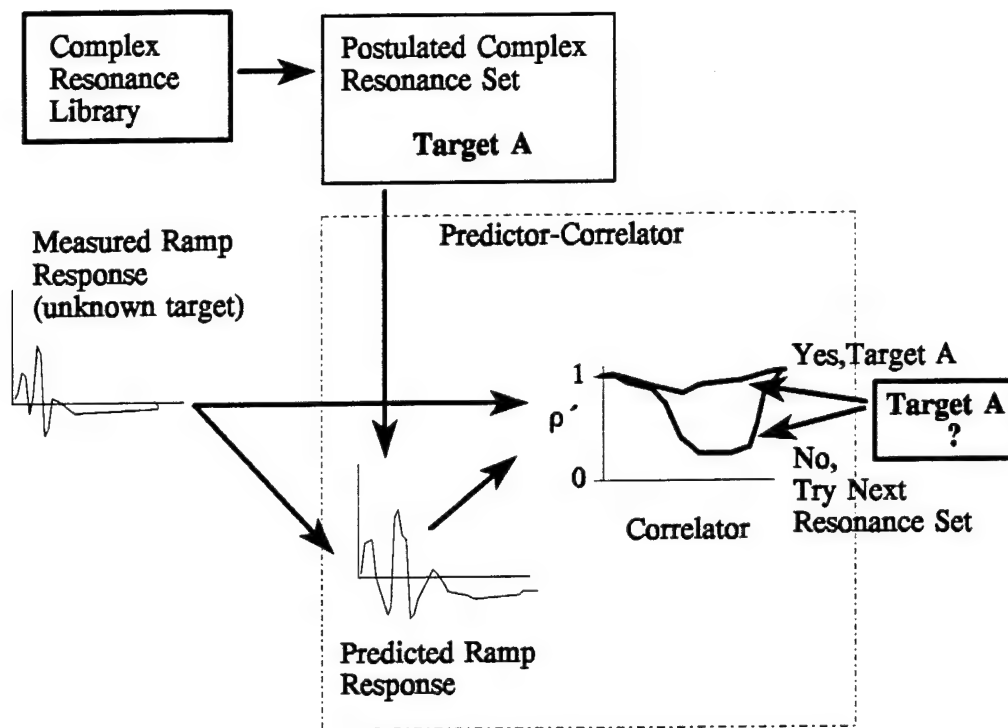 Complex
Resonance
Library
Postulated Complex
Resonance Set
Target A
Measured Ramp
Response
(unknown target)
Predictor-Correlator
Yes,Target A
1
ρ´
0
Target A
?
No,
Try Next
Resonance Set
Correlator
Predicted Ramp
Response